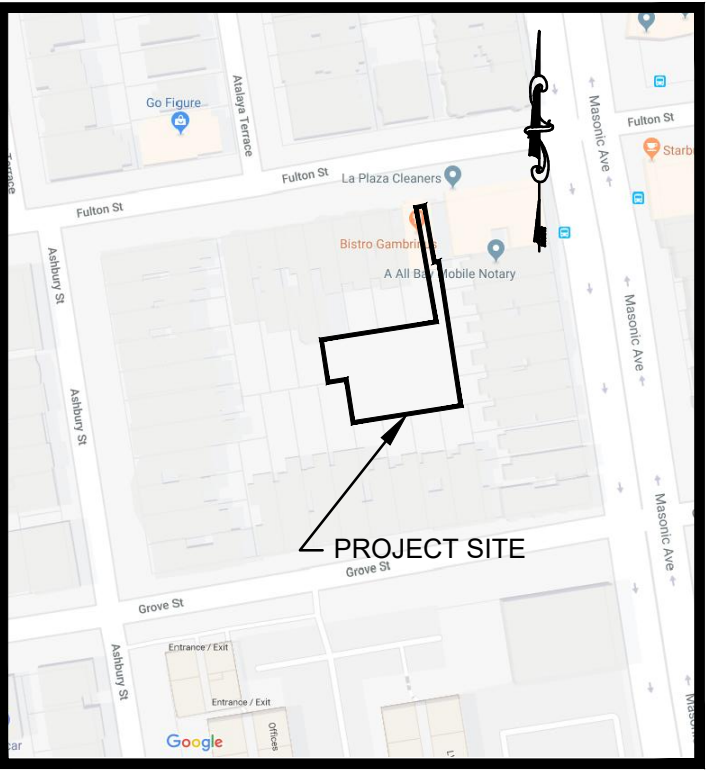 Go Figure
Atalaya Terrace
Masonic Ave
Fulton St
Fulton St
La Plaza Cleaners
Terrace
Fulton St
Ashbury St
Bistro Gambrinus
A All Bay Mobile Notary
Masonic Ave
Ashbury St
Masonic Ave
PROJECT SITE
Grove St
Grove St
Ashbury St
Entrance / Exit
Entrance / Exit
Offices
Google
car